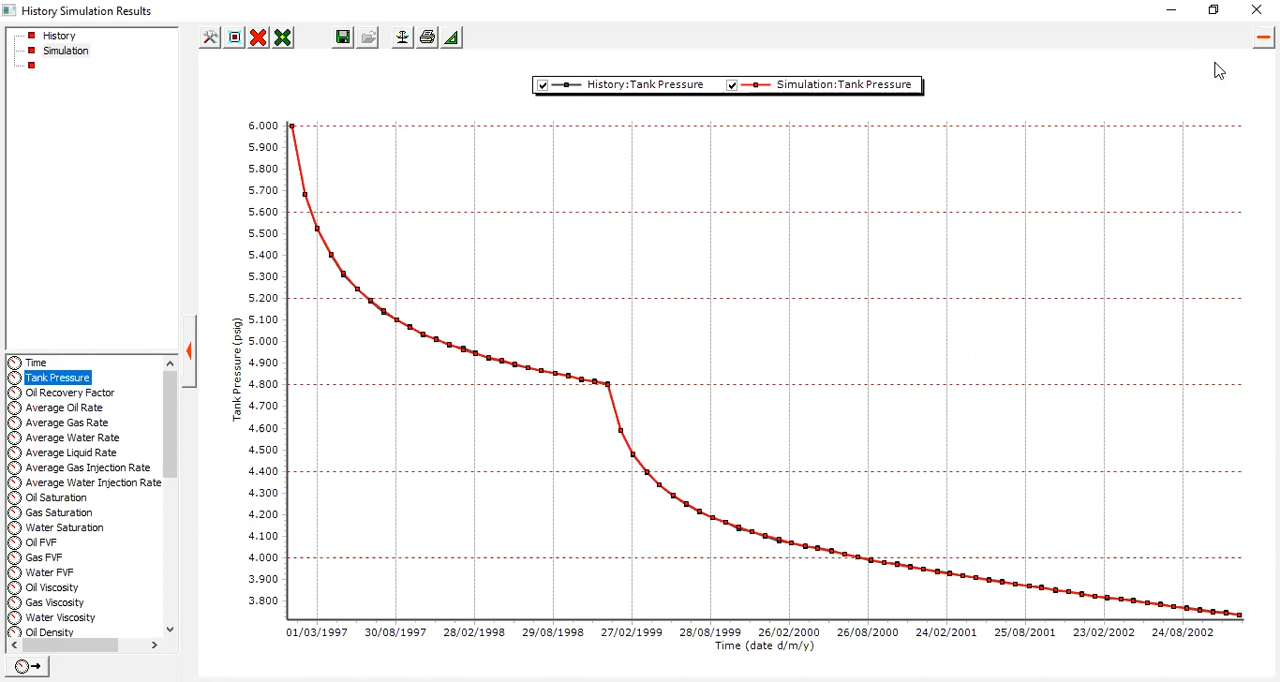 History Simulation Results
History
Simulation
History:Tank Pressure
Simulation:Tank Pressure
6.000
5.900
5.800
5.700
5.600
5.500
5.400
5.300
5.200
5.100
5.000
4.900
4.800
4.700
4.600
4.500
4.400
4.300
4.200
4.100
4.000
3.900
3.800
Tank Pressure (psig)
01/03/1997 30/08/1997 28/02/1998 29/08/1998 27/02/1999 28/08/1999 26/02/2000 26/08/2000 24/02/2001 25/08/2001 23/02/2002 24/08/2002
Time (date d/m/y)
Time
Tank Pressure
Oil Recovery Factor
Average Oil Rate
Average Gas Rate
Average Water Rate
Average Liquid Rate
Average Gas Injection Rate
Average Water Injection Rate
Oil Saturation
Gas Saturation
Water Saturation
Oil FVF
Gas FVF
Water FVF
Oil Viscosity
Gas Viscosity
Water Viscosity
Oil Density